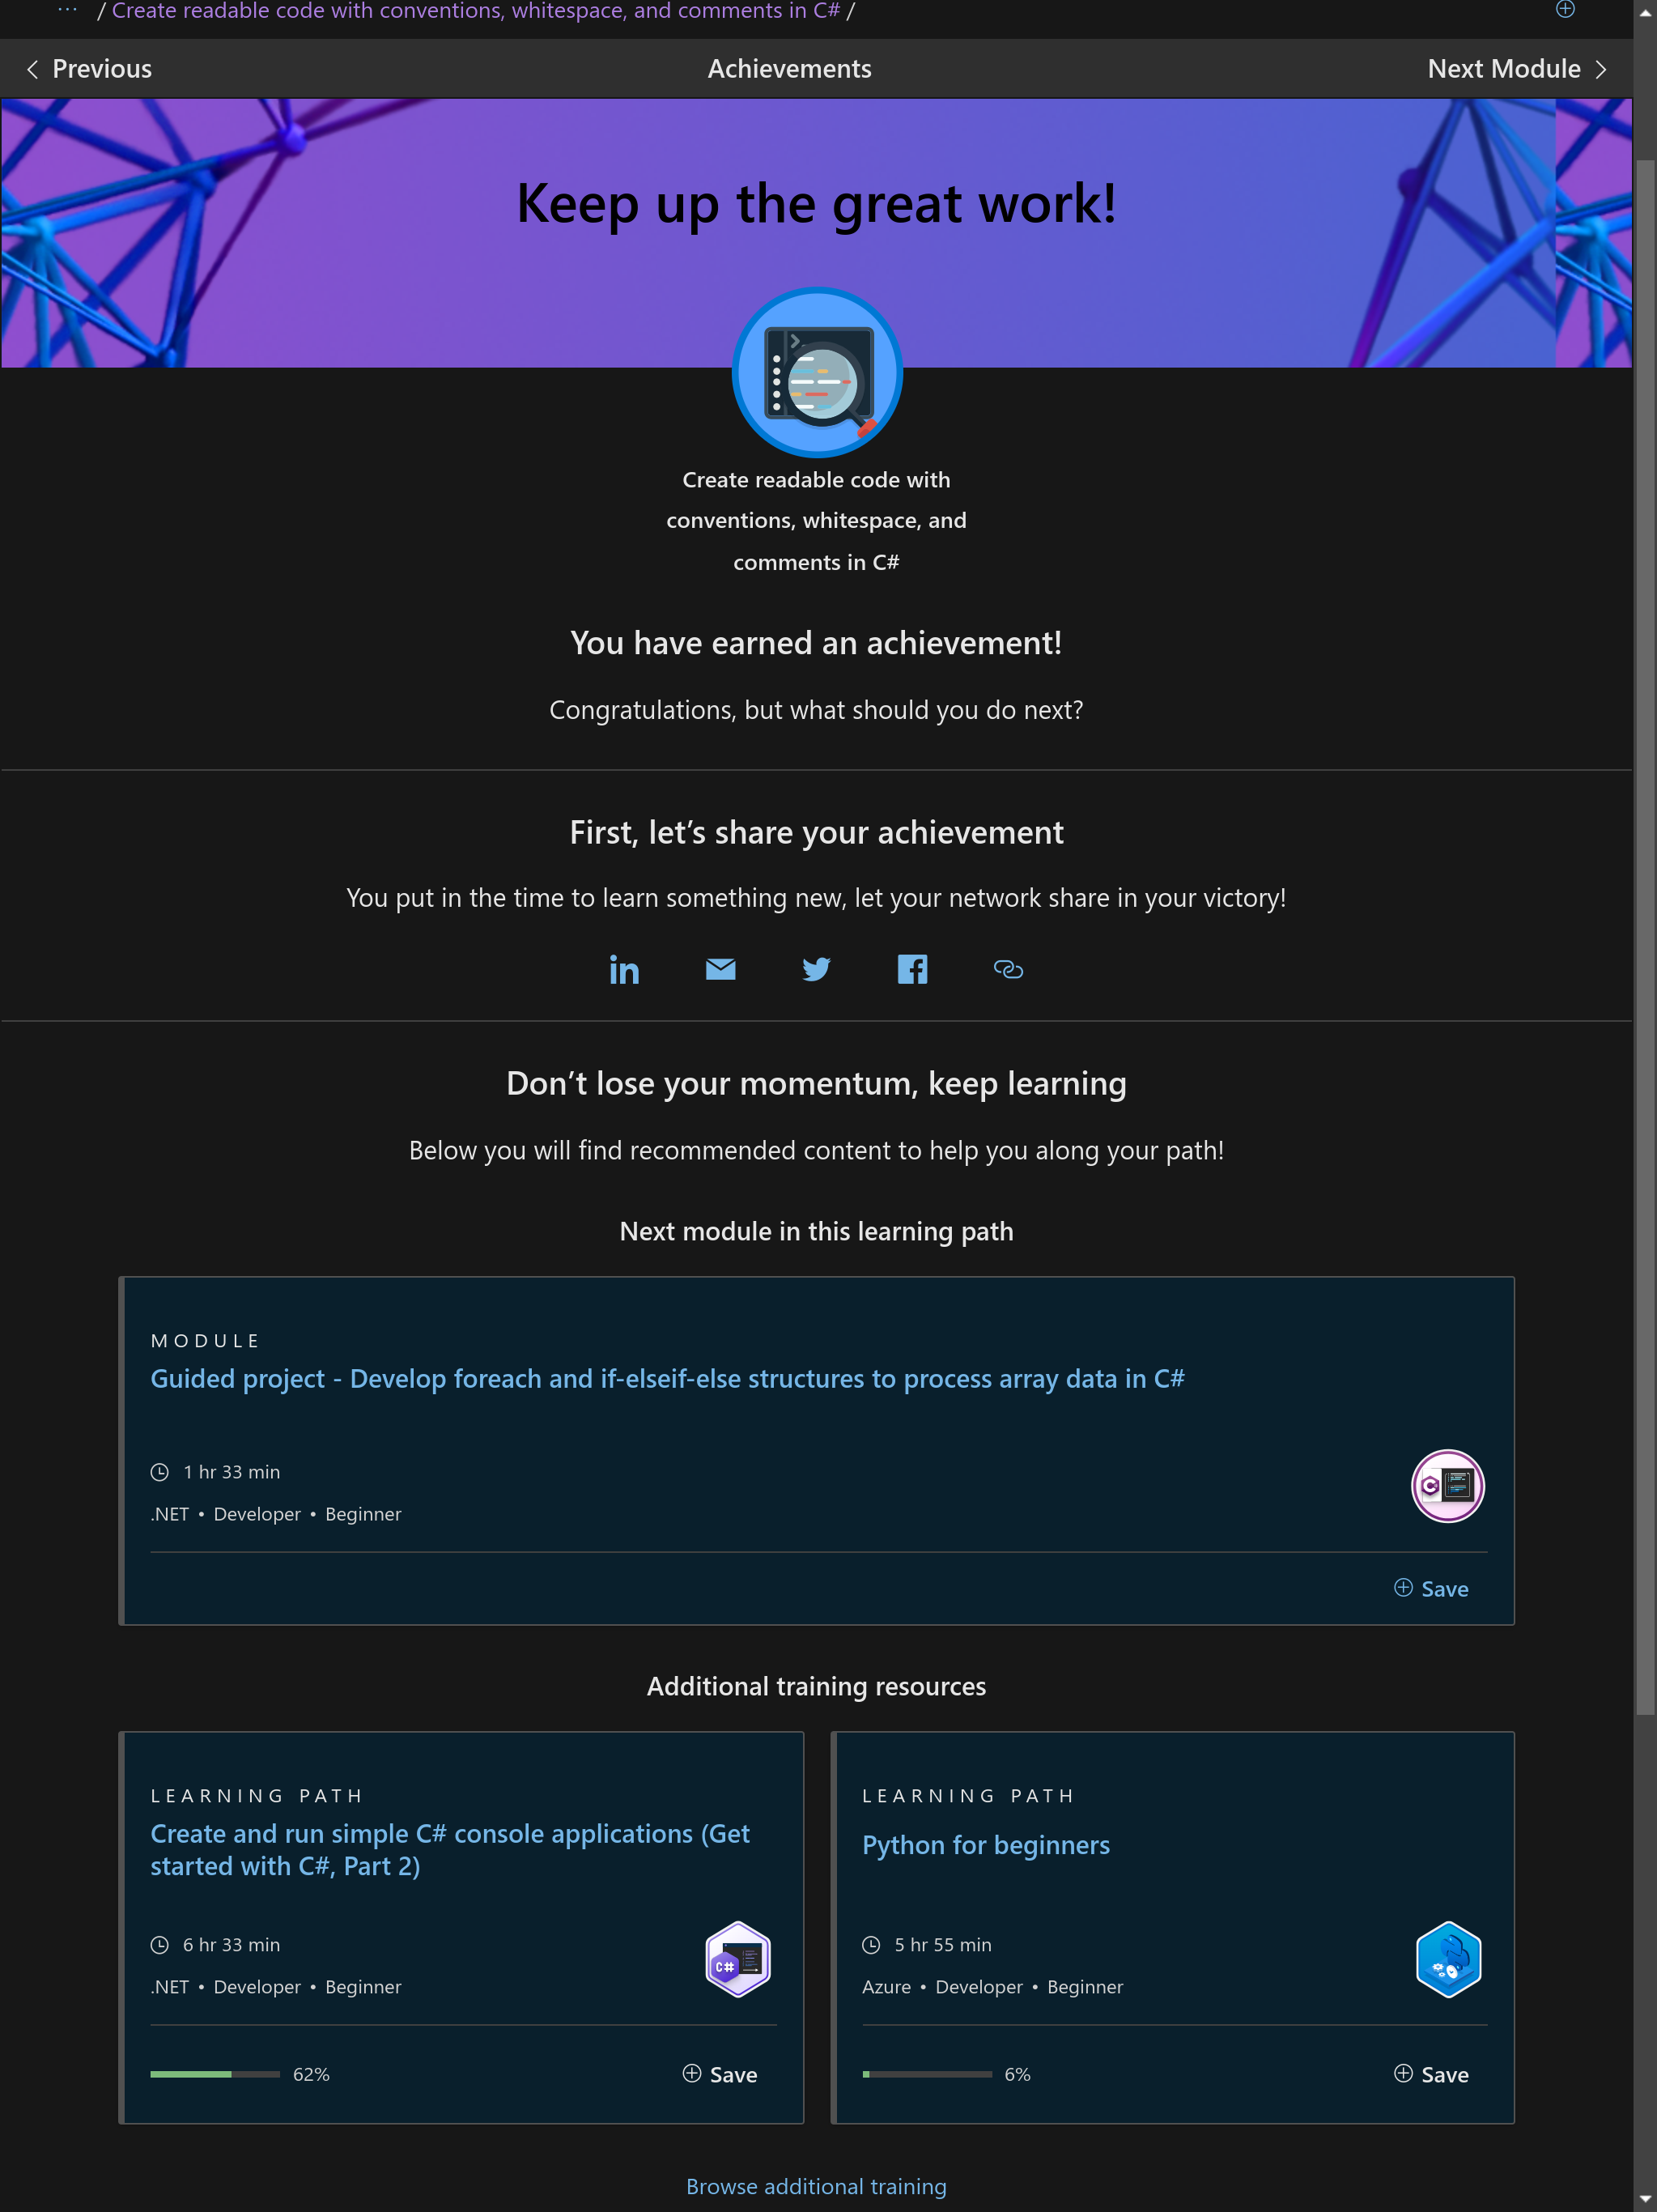 ··· / Create readable code with conventions, whitespace, and comments in C# /
Previous
Achievements
Next Module
Keep up the great work!
Create readable code with
conventions, whitespace, and
comments in C#
You have earned an achievement!
Congratulations, but what should you do next?
First, let’s share your achievement
You put in the time to learn something new, let your network share in your victory!
Don’t lose your momentum, keep learning
Below you will find recommended content to help you along your path!
Next module in this learning path
MODULE
Guided project - Develop foreach and if-elseif-else structures to process array data in C#
1 hr 33 min
.NET • Developer • Beginner
Save
Additional training resources
LEARNING PATH
Create and run simple C# console applications (Get
started with C#, Part 2)
6 hr 33 min
.NET • Developer • Beginner
C#
62%
Save
LEARNING PATH
Python for beginners
5 hr 55 min
Azure • Developer • Beginner
6%
Save
Browse additional training